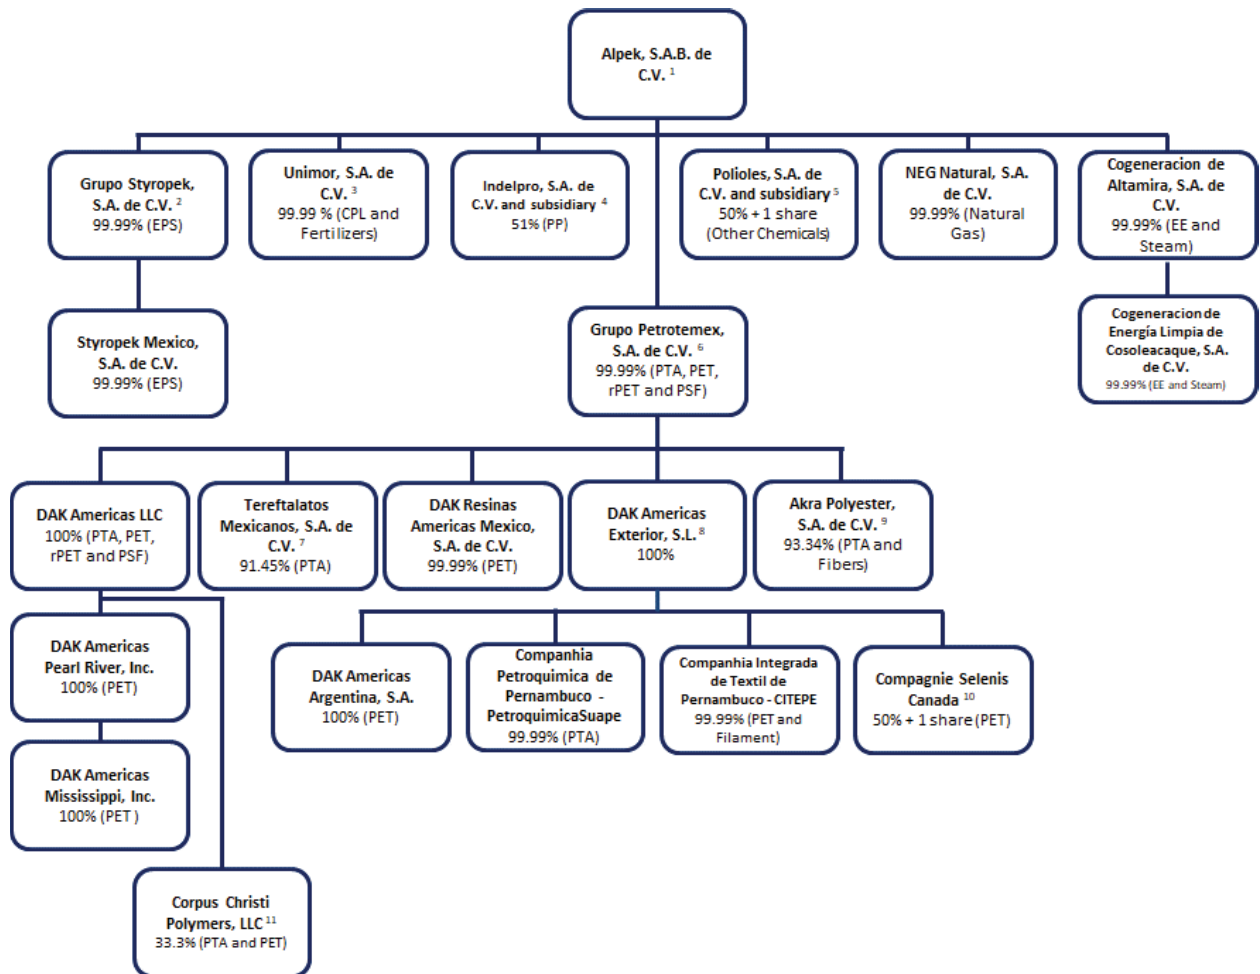 Alpek, S.A.B. de
C.V. 1
Grupo Styropek,
S.A. de C.V. 2
99.99% (EPS)
Unimor, S.A. de
C.V. 3
99.99 % (CPL and
Fertilizers)
Indelpro, S.A. de
C.V. and subsidiary 4
51% (PP)
Polioles, S.A. de
C.V. and subsidiary 5
50% + 1 share
(Other Chemicals)
NEG Natural, S.A.
de C.V.
99.99% (Natural
Gas)
Cogeneracion de
Altamira, S.A. de
C.V.
99.99% (EE and
Steam)
Styropek Mexico,
S.A. de C.V.
99.99% (EPS)
Grupo Petrotemex,
S.A. de C.V. 6
99.99% (PTA, PET,
rPET and PSF)
Cogeneracion de
Energía Limpia de
Cosoleacaque, S.A.
de C.V.
99.99% (EE and Steam)
DAK Americas LLC
100% (PTA, PET,
rPET and PSF)
Tereftalatos
Mexicanos, S.A. de
C.V. 7
91.45% (PTA)
DAK Resinas
Americas Mexico,
S.A. de C.V.
99.99% (PET)
DAK Americas
Exterior, S.L. 8
100%
Akra Polyester,
S.A. de C.V. 9
93.34% (PTA and
Fibers)
DAK Americas
Pearl River, Inc.
100% (PET)
DAK Americas
Argentina, S.A.
100% (PET)
Companhia
Petroquimica de
Pernambuco -
PetroquimicaSuape
99.99% (PTA)
Companhia Integrada
de Textil de
Pernambuco - CITEPE
99.99% (PET and
Filament)
Compagnie Selenis
Canada 10
50% + 1 share (PET)
DAK Americas
Mississippi, Inc.
100% (PET )
Corpus Christi
Polymers, LLC 11
33.3% (PTA and PET)